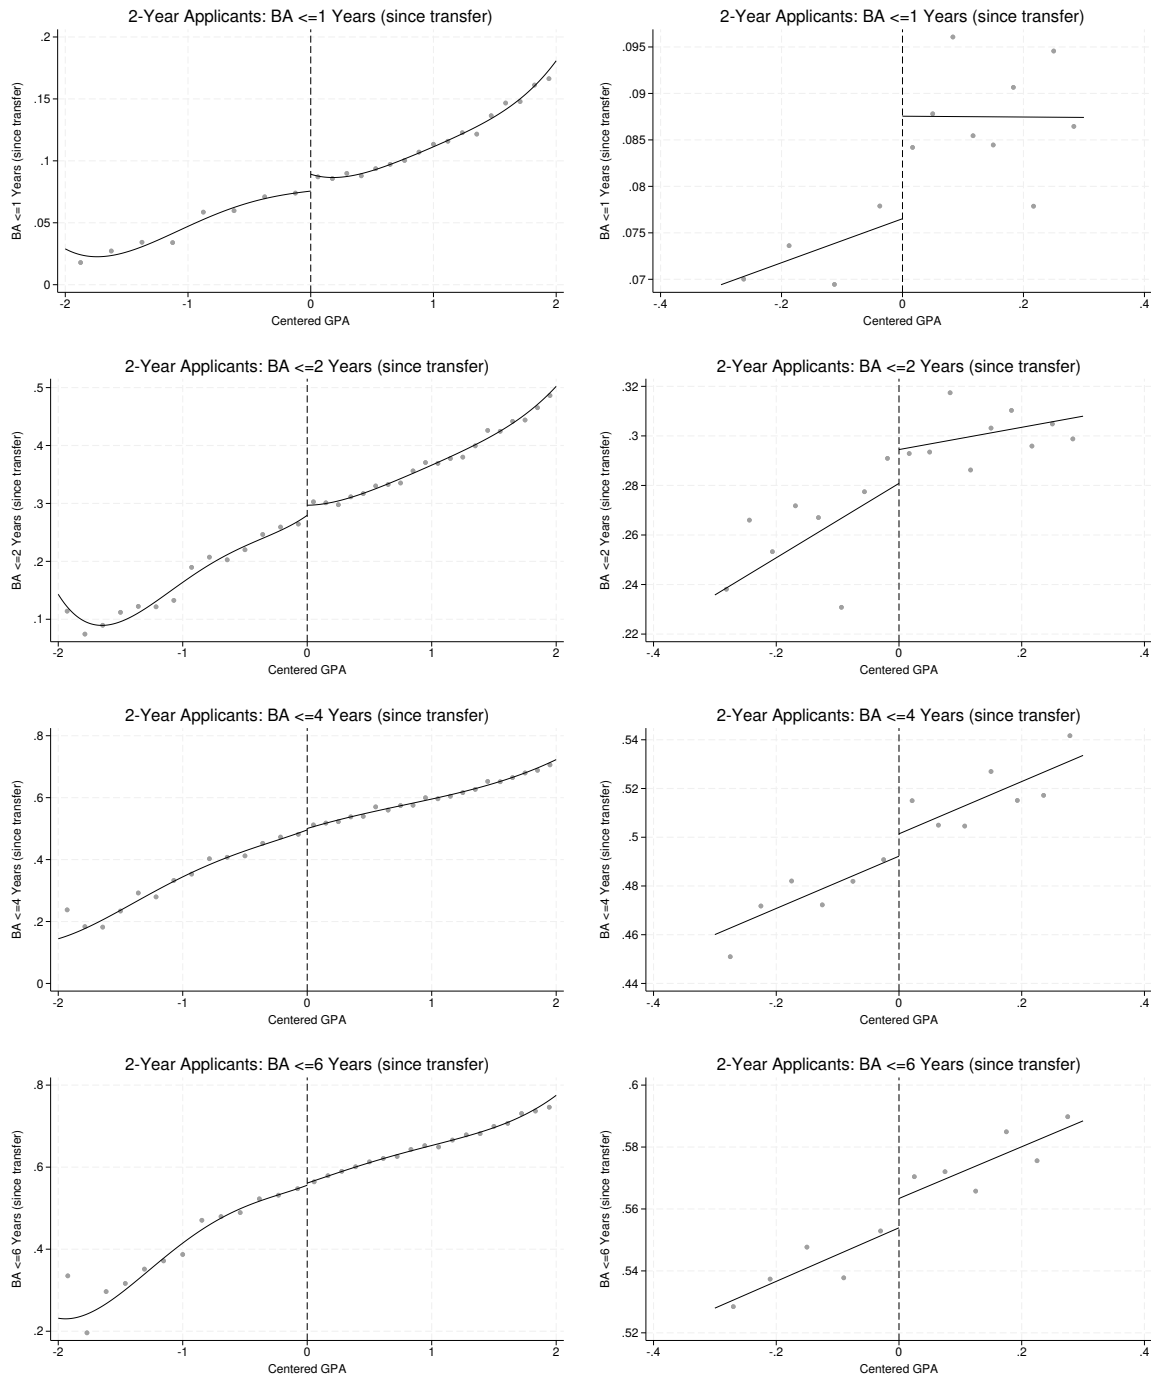 2-Year Applicants: BA <=1 Years (since transfer)
BA <=1 Years (since transfer)
.2
.15
.1
.05
0
-2 -1 0 1 2
Centered GPA
2-Year Applicants: BA <=1 Years (since transfer)
BA <=1 Years (since transfer)
.095
.09
.085
.08
.075
.07
-.4 -.2 0 .2 .4
Centered GPA
2-Year Applicants: BA <=2 Years (since transfer)
BA <=2 Years (since transfer)
.5
.4
.3
.2
.1
-2 -1 0 1 2
Centered GPA
2-Year Applicants: BA <=2 Years (since transfer)
BA <=2 Years (since transfer)
.32
.3
.28
.26
.24
.22
-.4 -.2 0 .2 .4
Centered GPA
2-Year Applicants: BA <=4 Years (since transfer)
BA <=4 Years (since transfer)
.8
.6
.4
.2
0
-2 -1 0 1 2
Centered GPA
2-Year Applicants: BA <=4 Years (since transfer)
BA <=4 Years (since transfer)
.54
.52
.5
.48
.46
.44
-.4 -.2 0 .2 .4
Centered GPA
2-Year Applicants: BA <=6 Years (since transfer)
BA <=6 Years (since transfer)
.8
.6
.4
.2
-2 -1 0 1 2
Centered GPA
2-Year Applicants: BA <=6 Years (since transfer)
BA <=6 Years (since transfer)
.6
.58
.56
.54
.52
-.4 -.2 0 .2 .4
Centered GPA